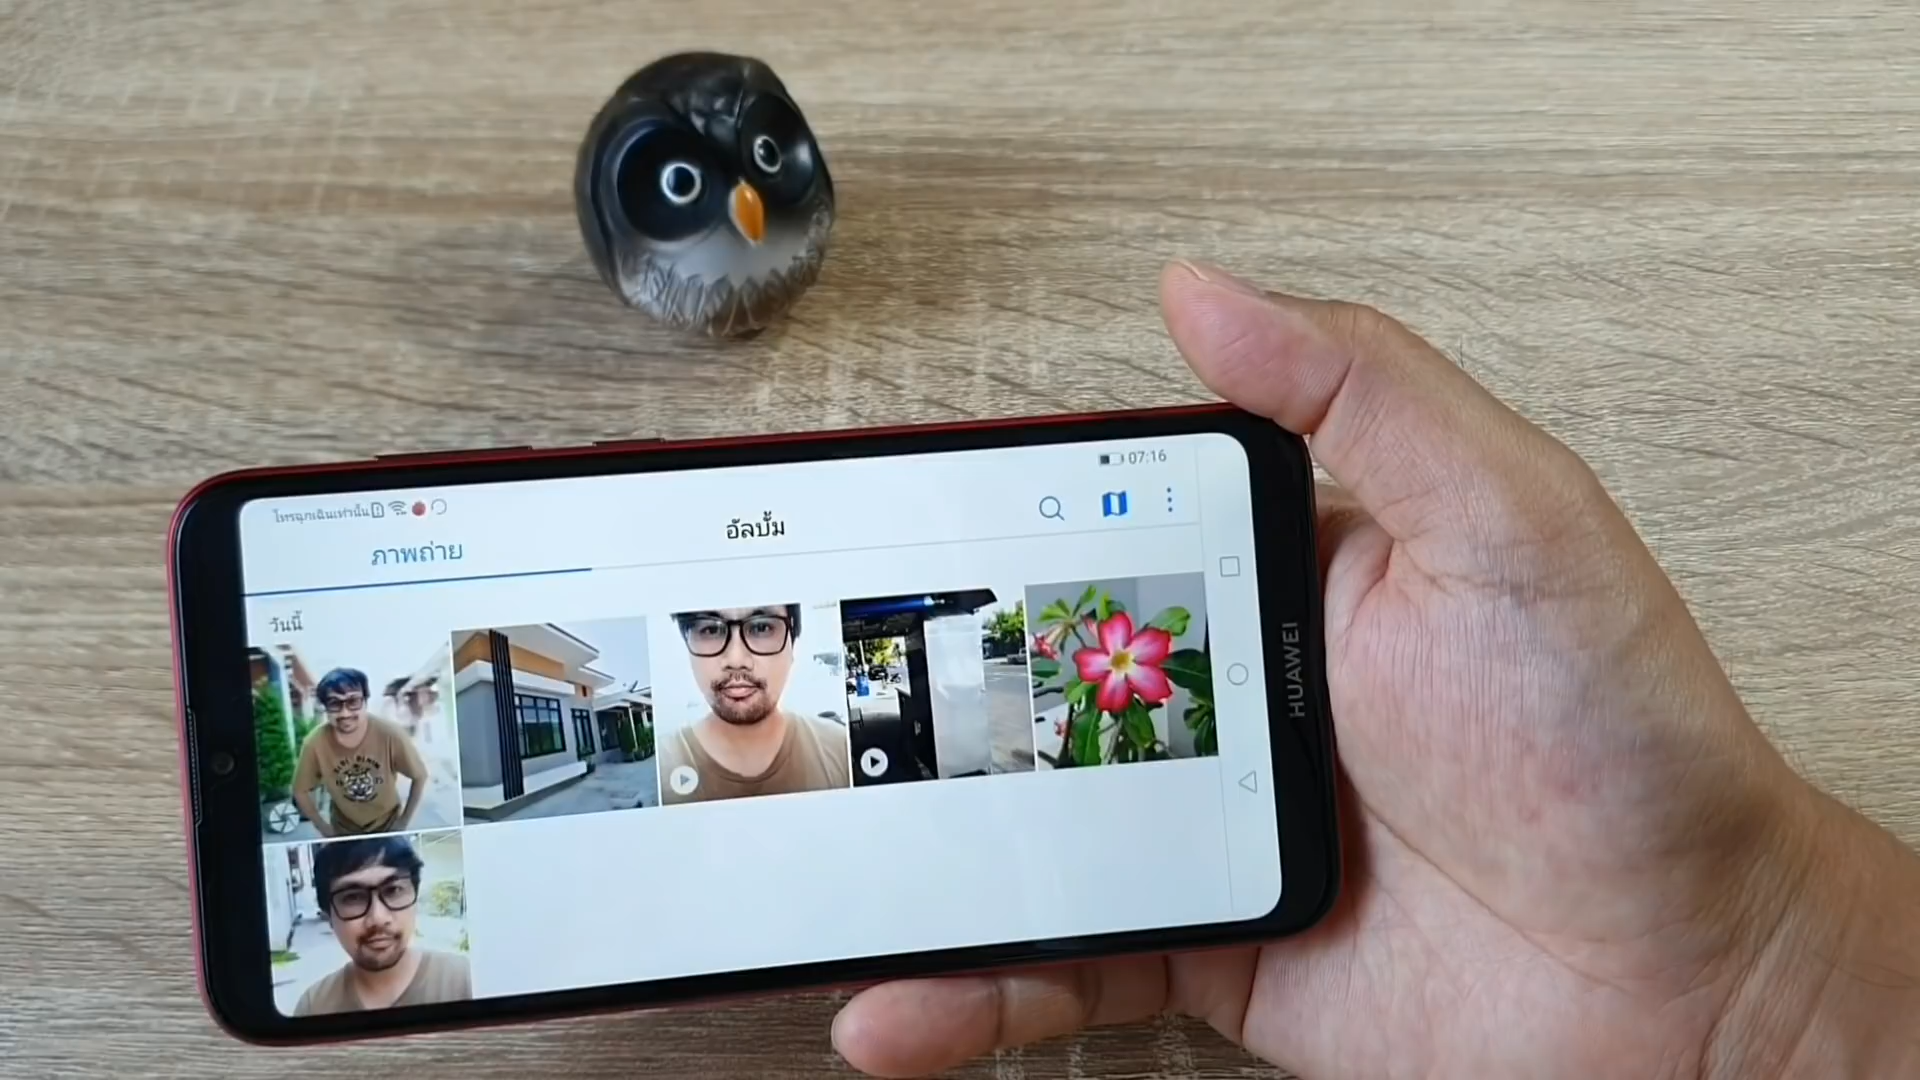 โทรฉุกเฉินเท่านั้น
07:16
ภาพถ่าย
อัลบั้ม
วันนี้
HUAWEI